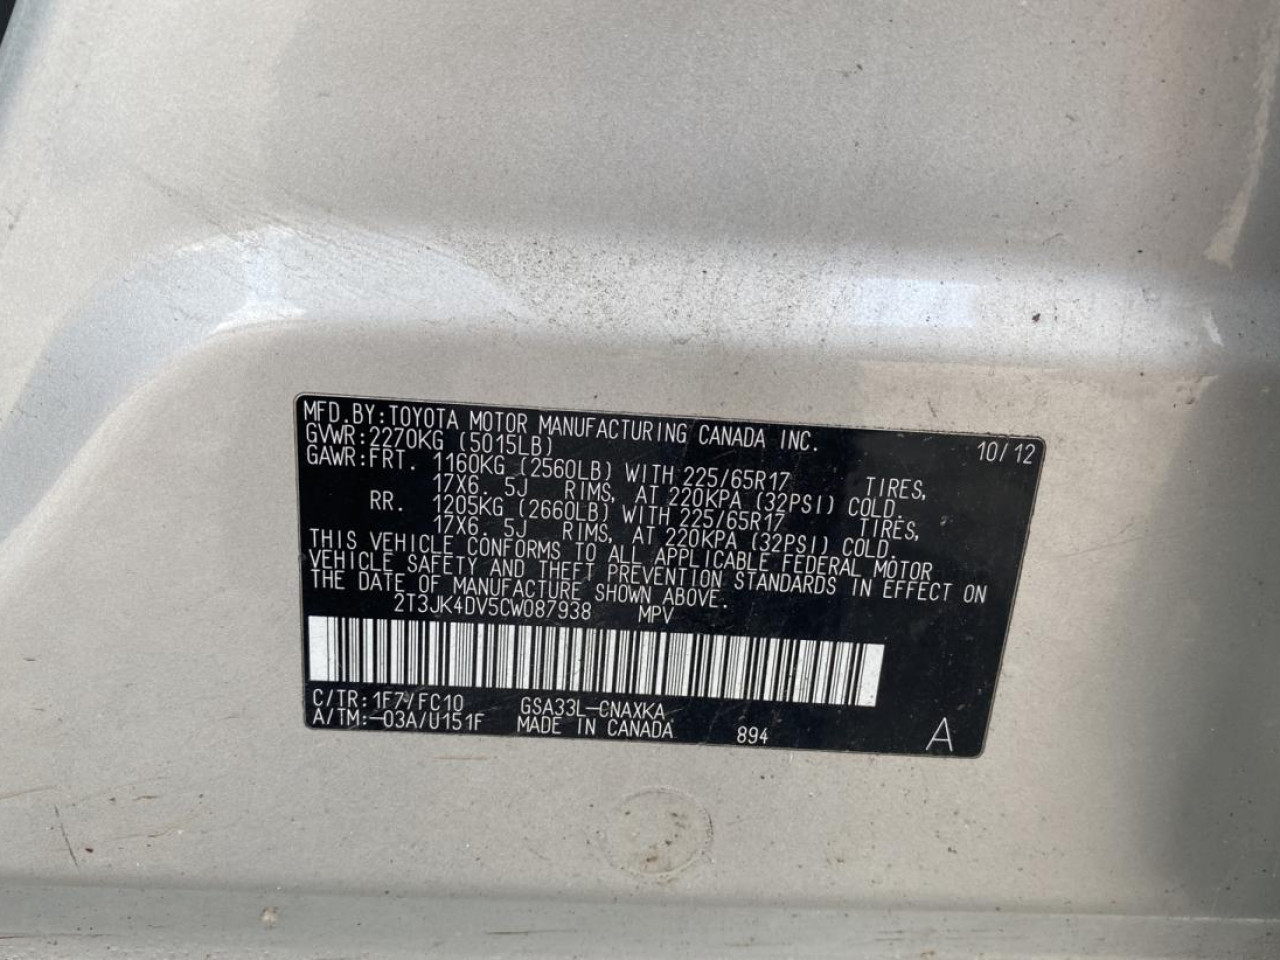 MFD.BY:TOYOTA MOTOR MANUFACTURING CANADA INC.
GVWR:2270KG (5015LB) 10/12
GAWR:FRT. 1160KG (2560LB) WITH 225/65R17 TIRES,
17X6.5J RIMS, AT 220KPA (32PSI) COLD.
RR. 1205KG (2660LB) WITH 225/65R17 TIRES,
17X6.5J RIMS, AT 220KPA (32PSI) COLD.
THIS VEHICLE CONFORMS TO ALL APPLICABLE FEDERAL MOTOR
VEHICLE SAFETY AND THEFT PREVENTION STANDARDS IN EFFECT ON
THE DATE OF MANUFACTURE SHOWN ABOVE.
2T3JK4DV5CW087938 MPV
C/TR:1F7/FC10 GSA33L-CNAXKA
A/TM:-03A/U151F MADE IN CANADA 894 A